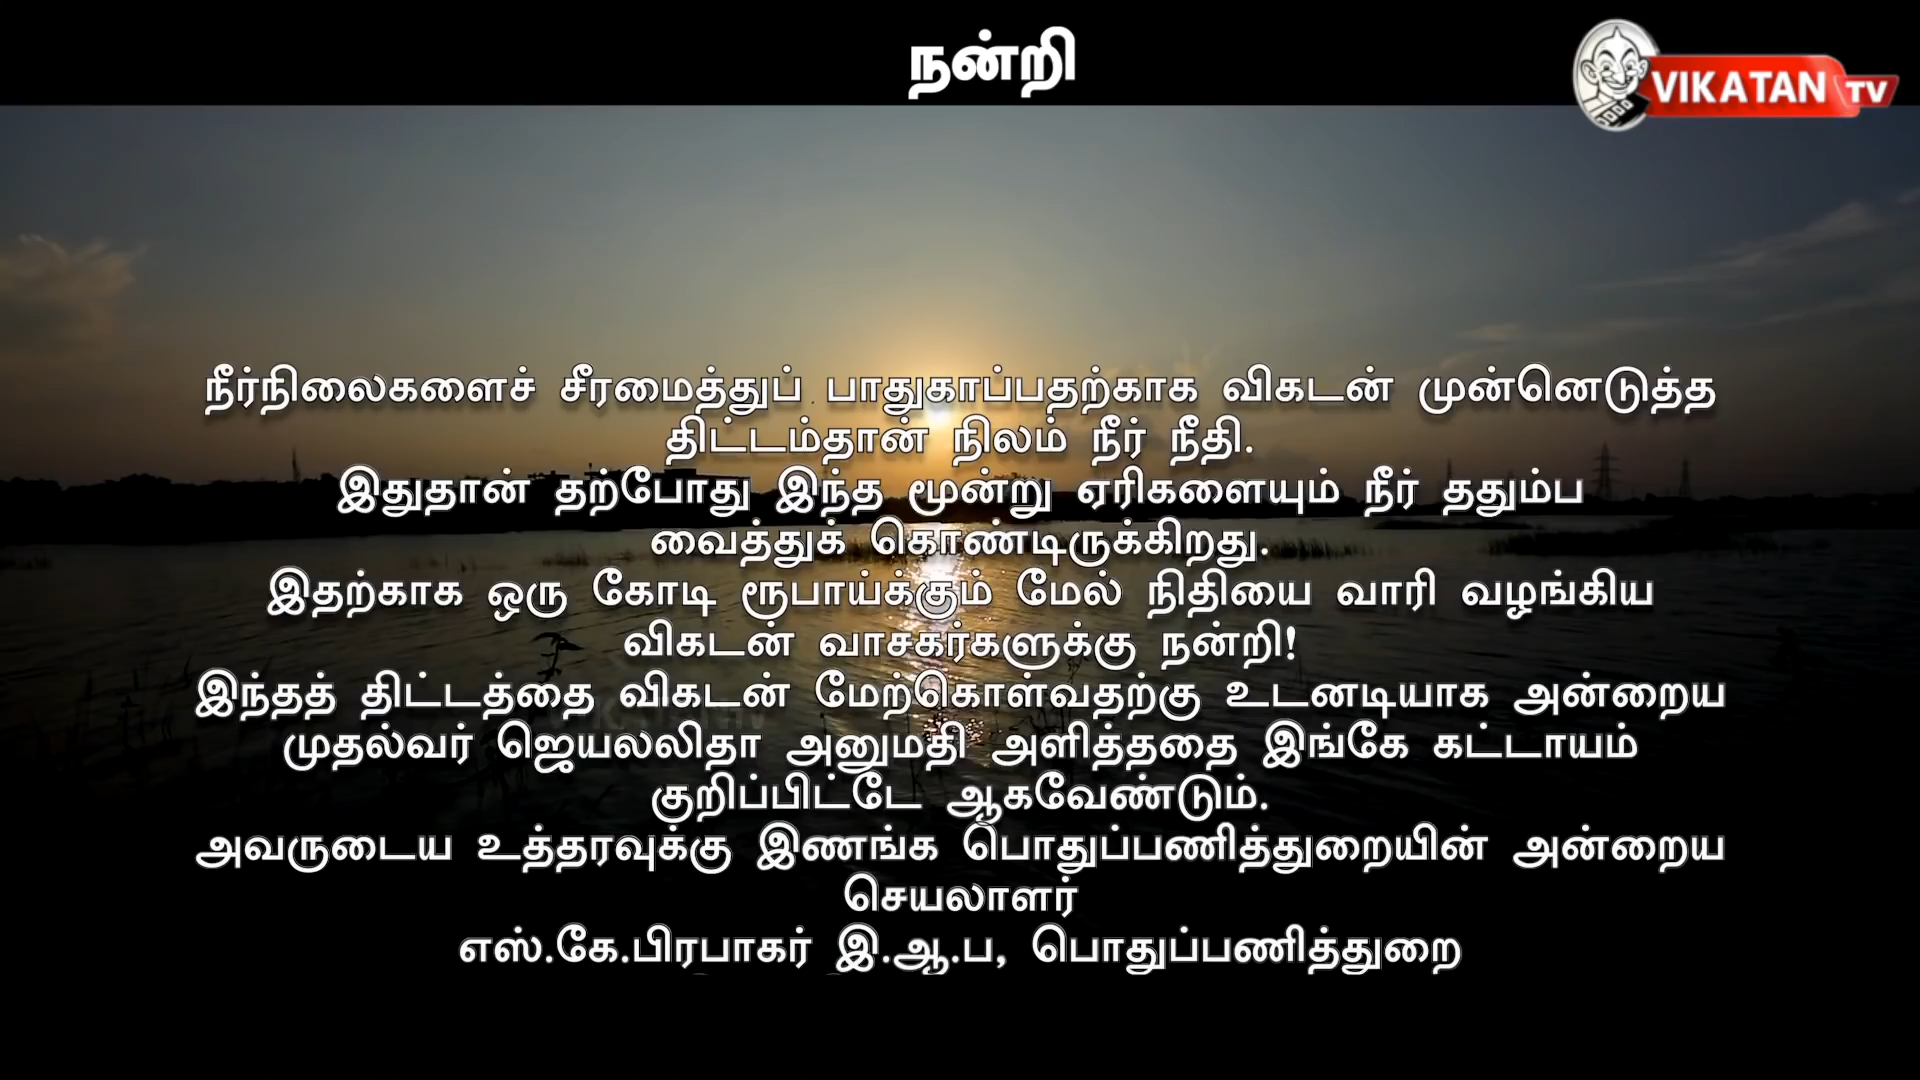 நன்றி
VIKATAN TV
நீர்நிலைகளைச் சீரமைத்துப் பாதுகாப்பதற்காக விகடன் முன்னெடுத்த
திட்டம்தான் நிலம் நீர் நீதி.
இதுதான் தற்போது இந்த மூன்று ஏரிகளையும் நீர் ததும்ப
வைத்துக் கொண்டிருக்கிறது.
இதற்காக ஒரு கோடி ரூபாய்க்கும் மேல் நிதியை வாரி வழங்கிய
விகடன் வாசகர்களுக்கு நன்றி!
இந்தத் திட்டத்தை விகடன் மேற்கொள்வதற்கு உடனடியாக அன்றைய
முதல்வர் ஜெயலலிதா அனுமதி அளித்ததை இங்கே கட்டாயம்
குறிப்பிட்டே ஆகவேண்டும்.
அவருடைய உத்தரவுக்கு இணங்க பொதுப்பணித்துறையின் அன்றைய
செயலாளர்
எஸ்.கே.பிரபாகர் இ.ஆ.ப, பொதுப்பணித்துறை